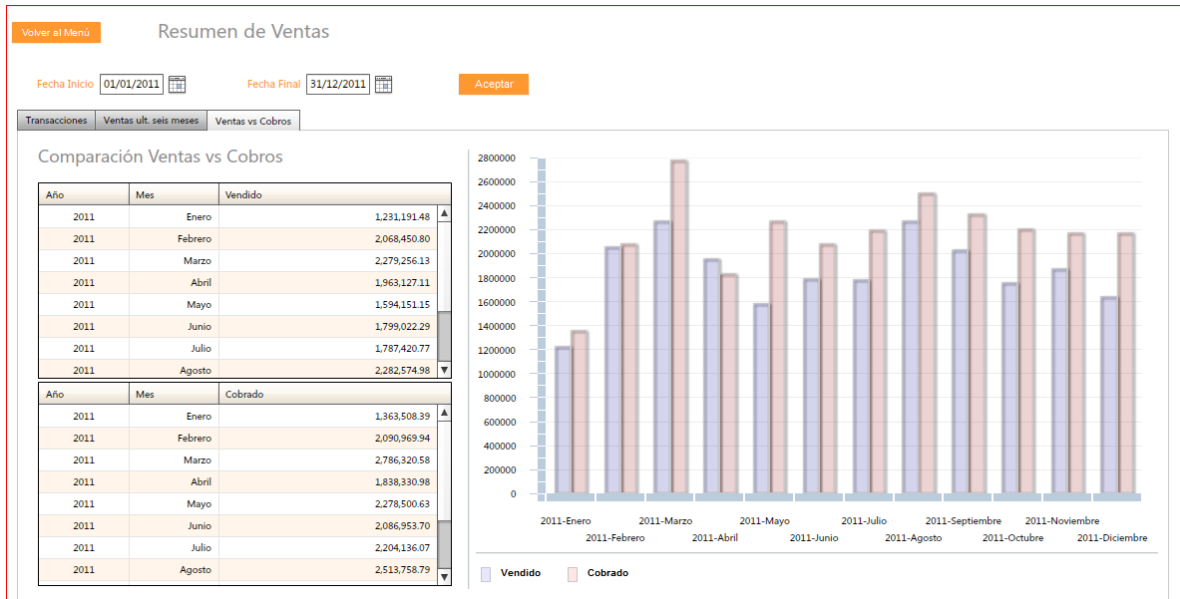 Volver al Menú Resumen de Ventas
Fecha Inicio 01/01/2011 Fecha Final 31/12/2011 Aceptar
Transacciones Ventas ult. seis meses Ventas vs Cobros
Comparación Ventas vs Cobros
Año Mes Vendido
2011 Enero 1,231,191.48
2011 Febrero 2,068,450.80
2011 Marzo 2,279,256.13
2011 Abril 1,963,127.11
2011 Mayo 1,594,151.15
2011 Junio 1,799,022.29
2011 Julio 1,787,420.77
2011 Agosto 2,282,574.98
Año Mes Cobrado
2011 Enero 1,363,508.39
2011 Febrero 2,090,969.94
2011 Marzo 2,786,320.58
2011 Abril 1,838,330.98
2011 Mayo 2,278,500.63
2011 Junio 2,086,953.70
2011 Julio 2,204,136.07
2011 Agosto 2,513,758.79
2800000
2600000
2400000
2200000
2000000
1800000
1600000
1400000
1200000
1000000
800000
600000
400000
200000
0
2011-Enero 2011-Marzo 2011-Mayo 2011-Julio 2011-Septiembre 2011-Noviembre
2011-Febrero 2011-Abril 2011-Junio 2011-Agosto 2011-Octubre 2011-Diciembre
Vendido Cobrado